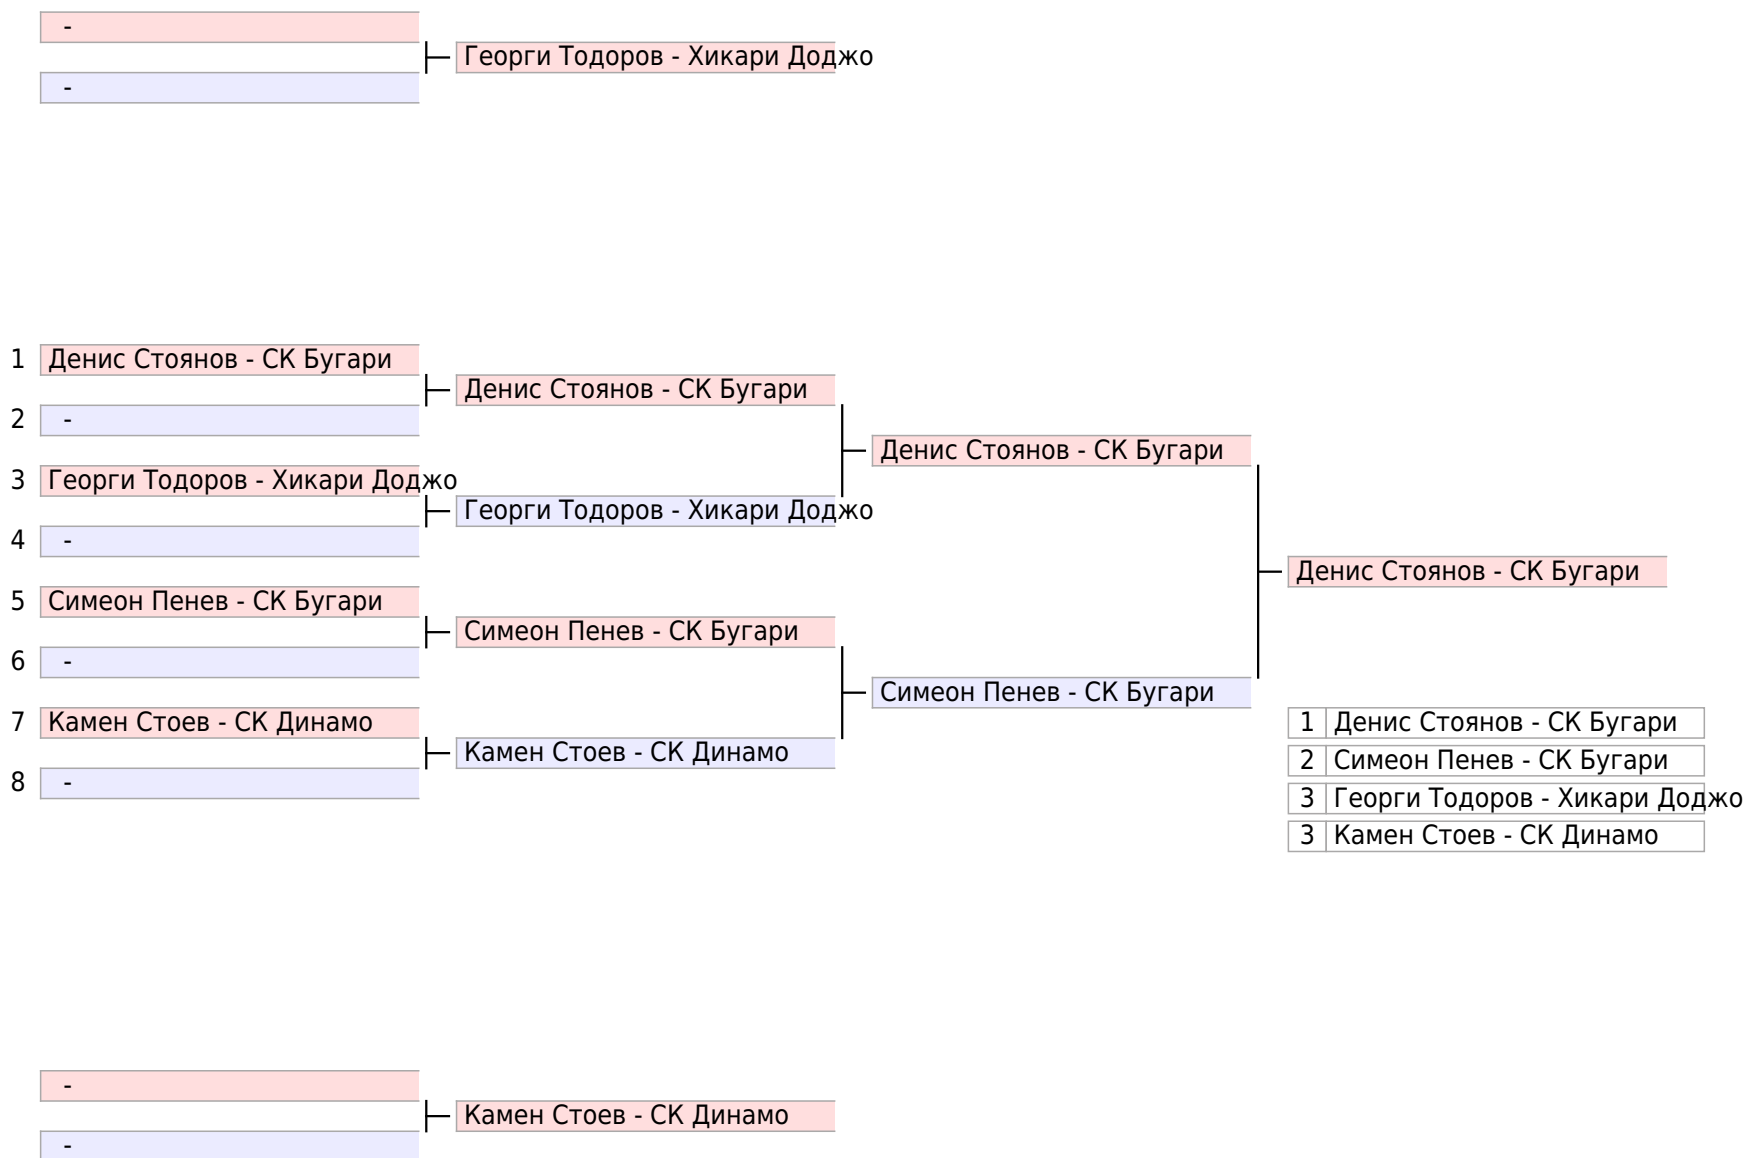 -
Георги Тодоров - Хикари Доджо
-
1 Денис Стоянов - СК Бугари
Денис Стоянов - СК Бугари
2 -
Денис Стоянов - СК Бугари
3 Георги Тодоров - Хикари Доджо
Георги Тодоров - Хикари Доджо
4 -
Денис Стоянов - СК Бугари
5 Симеон Пенев - СК Бугари
Симеон Пенев - СК Бугари
6 -
Симеон Пенев - СК Бугари
7 Камен Стоев - СК Динамо
Камен Стоев - СК Динамо
8 -
1 Денис Стоянов - СК Бугари
2 Симеон Пенев - СК Бугари
3 Георги Тодоров - Хикари Доджо
3 Камен Стоев - СК Динамо
-
Камен Стоев - СК Динамо
-